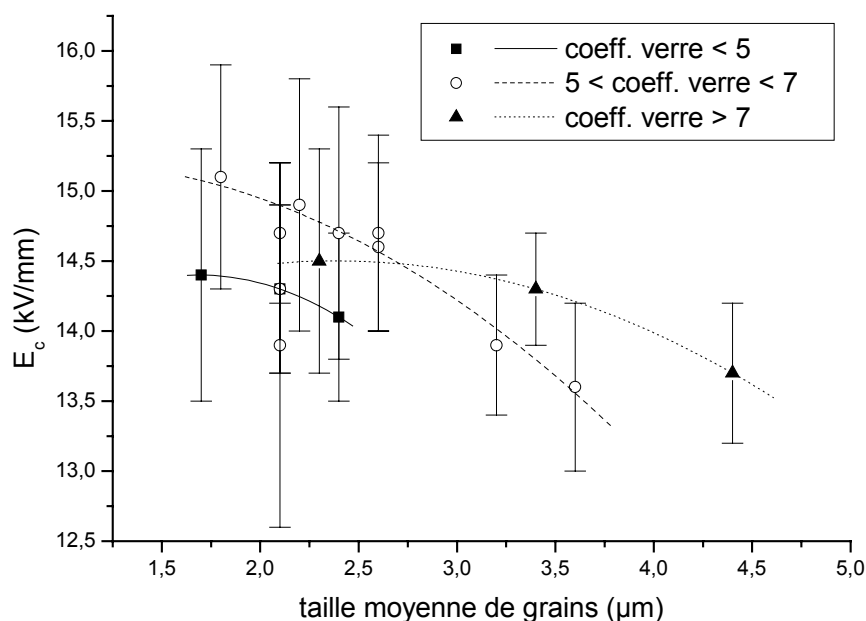 16,0
15,5
15,0
14,5
14,0
13,5
13,0
12,5
E_c (kV/mm)
coeff. verre < 5
5 < coeff. verre < 7
coeff. verre > 7
1,5 2,0 2,5 3,0 3,5 4,0 4,5 5,0
taille moyenne de grains (µm)